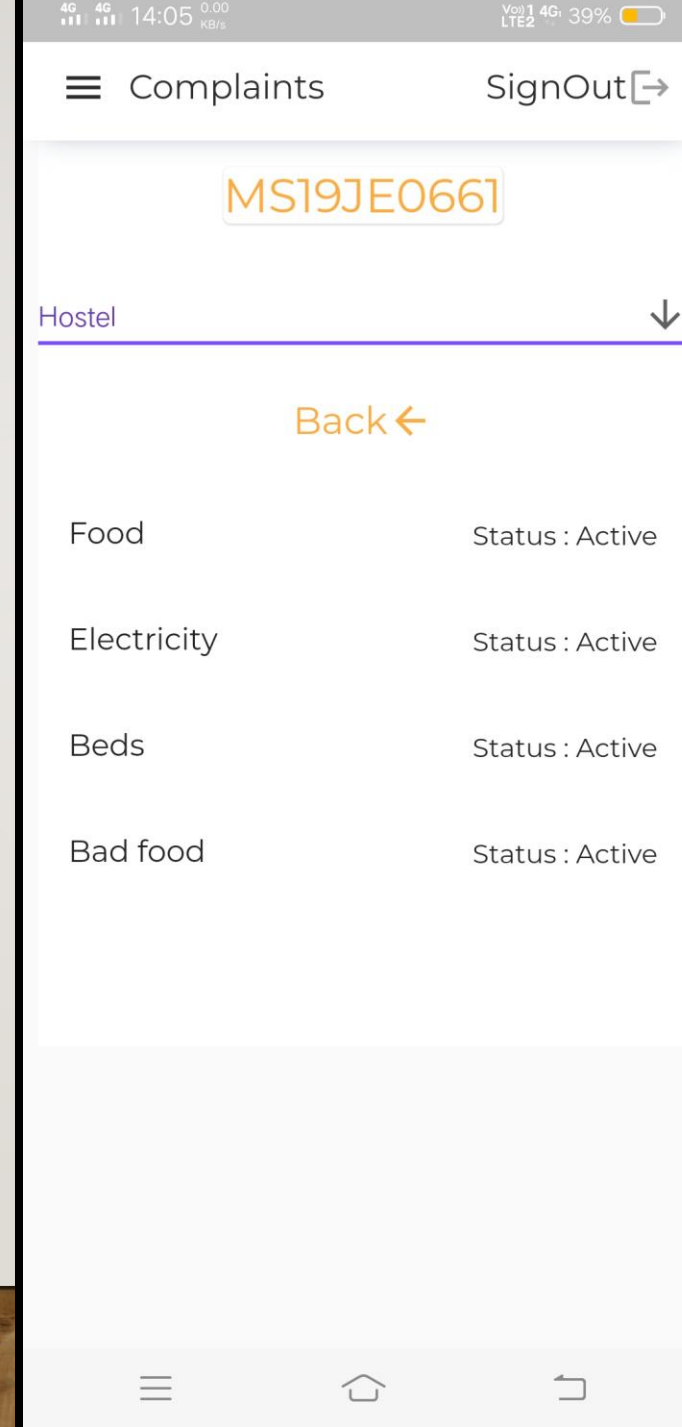 4G 4G 14:05 0.00 KB/s Vo)) 1 LTE2 4G 39%
Complaints SignOut
MS19JE0661
Hostel
Back
Food Status : Active
Electricity Status : Active
Beds Status : Active
Bad food Status : Active